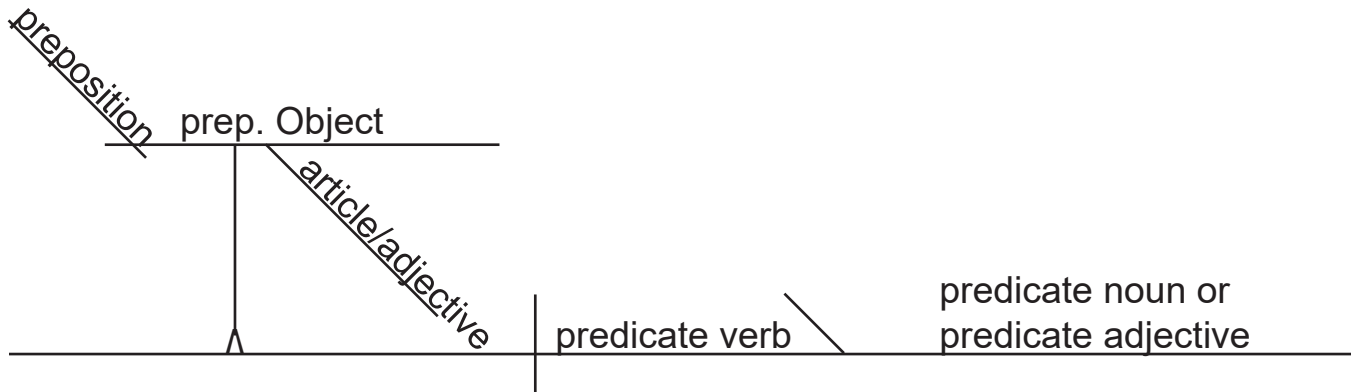 preposition
prep. Object
article/adjective
predicate verb
predicate noun or
predicate adjective